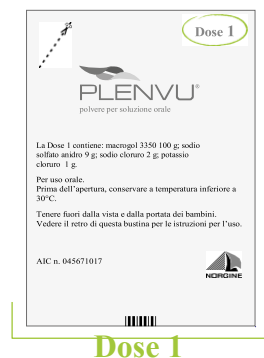 Dose 1
PLENVU®
polvere per soluzione orale
La Dose 1 contiene: macrogol 3350 100 g; sodio
solfato anidro 9 g; sodio cloruro 2 g; potassio
cloruro 1 g.
Per uso orale.
Prima dell'apertura, conservare a temperatura inferiore a
30°C.
Tenere fuori dalla vista e dalla portata dei bambini.
Vedere il retro di questa bustina per le istruzioni per l'uso.
AIC n. 045671017
NORGINE
Dose 1